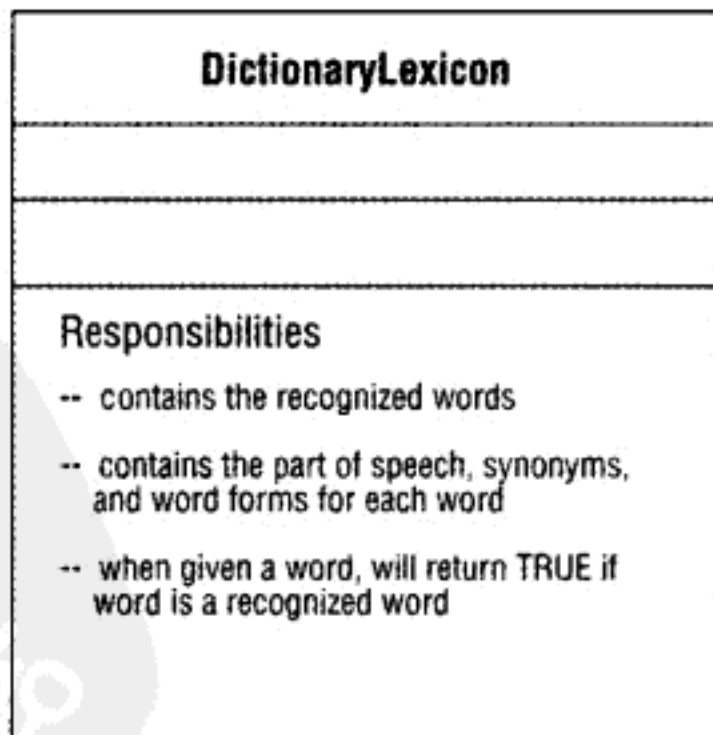 DictionaryLexicon
Responsibilities
-- contains the recognized words
-- contains the part of speech, synonyms,
and word forms for each word
-- when given a word, will return TRUE if
word is a recognized word